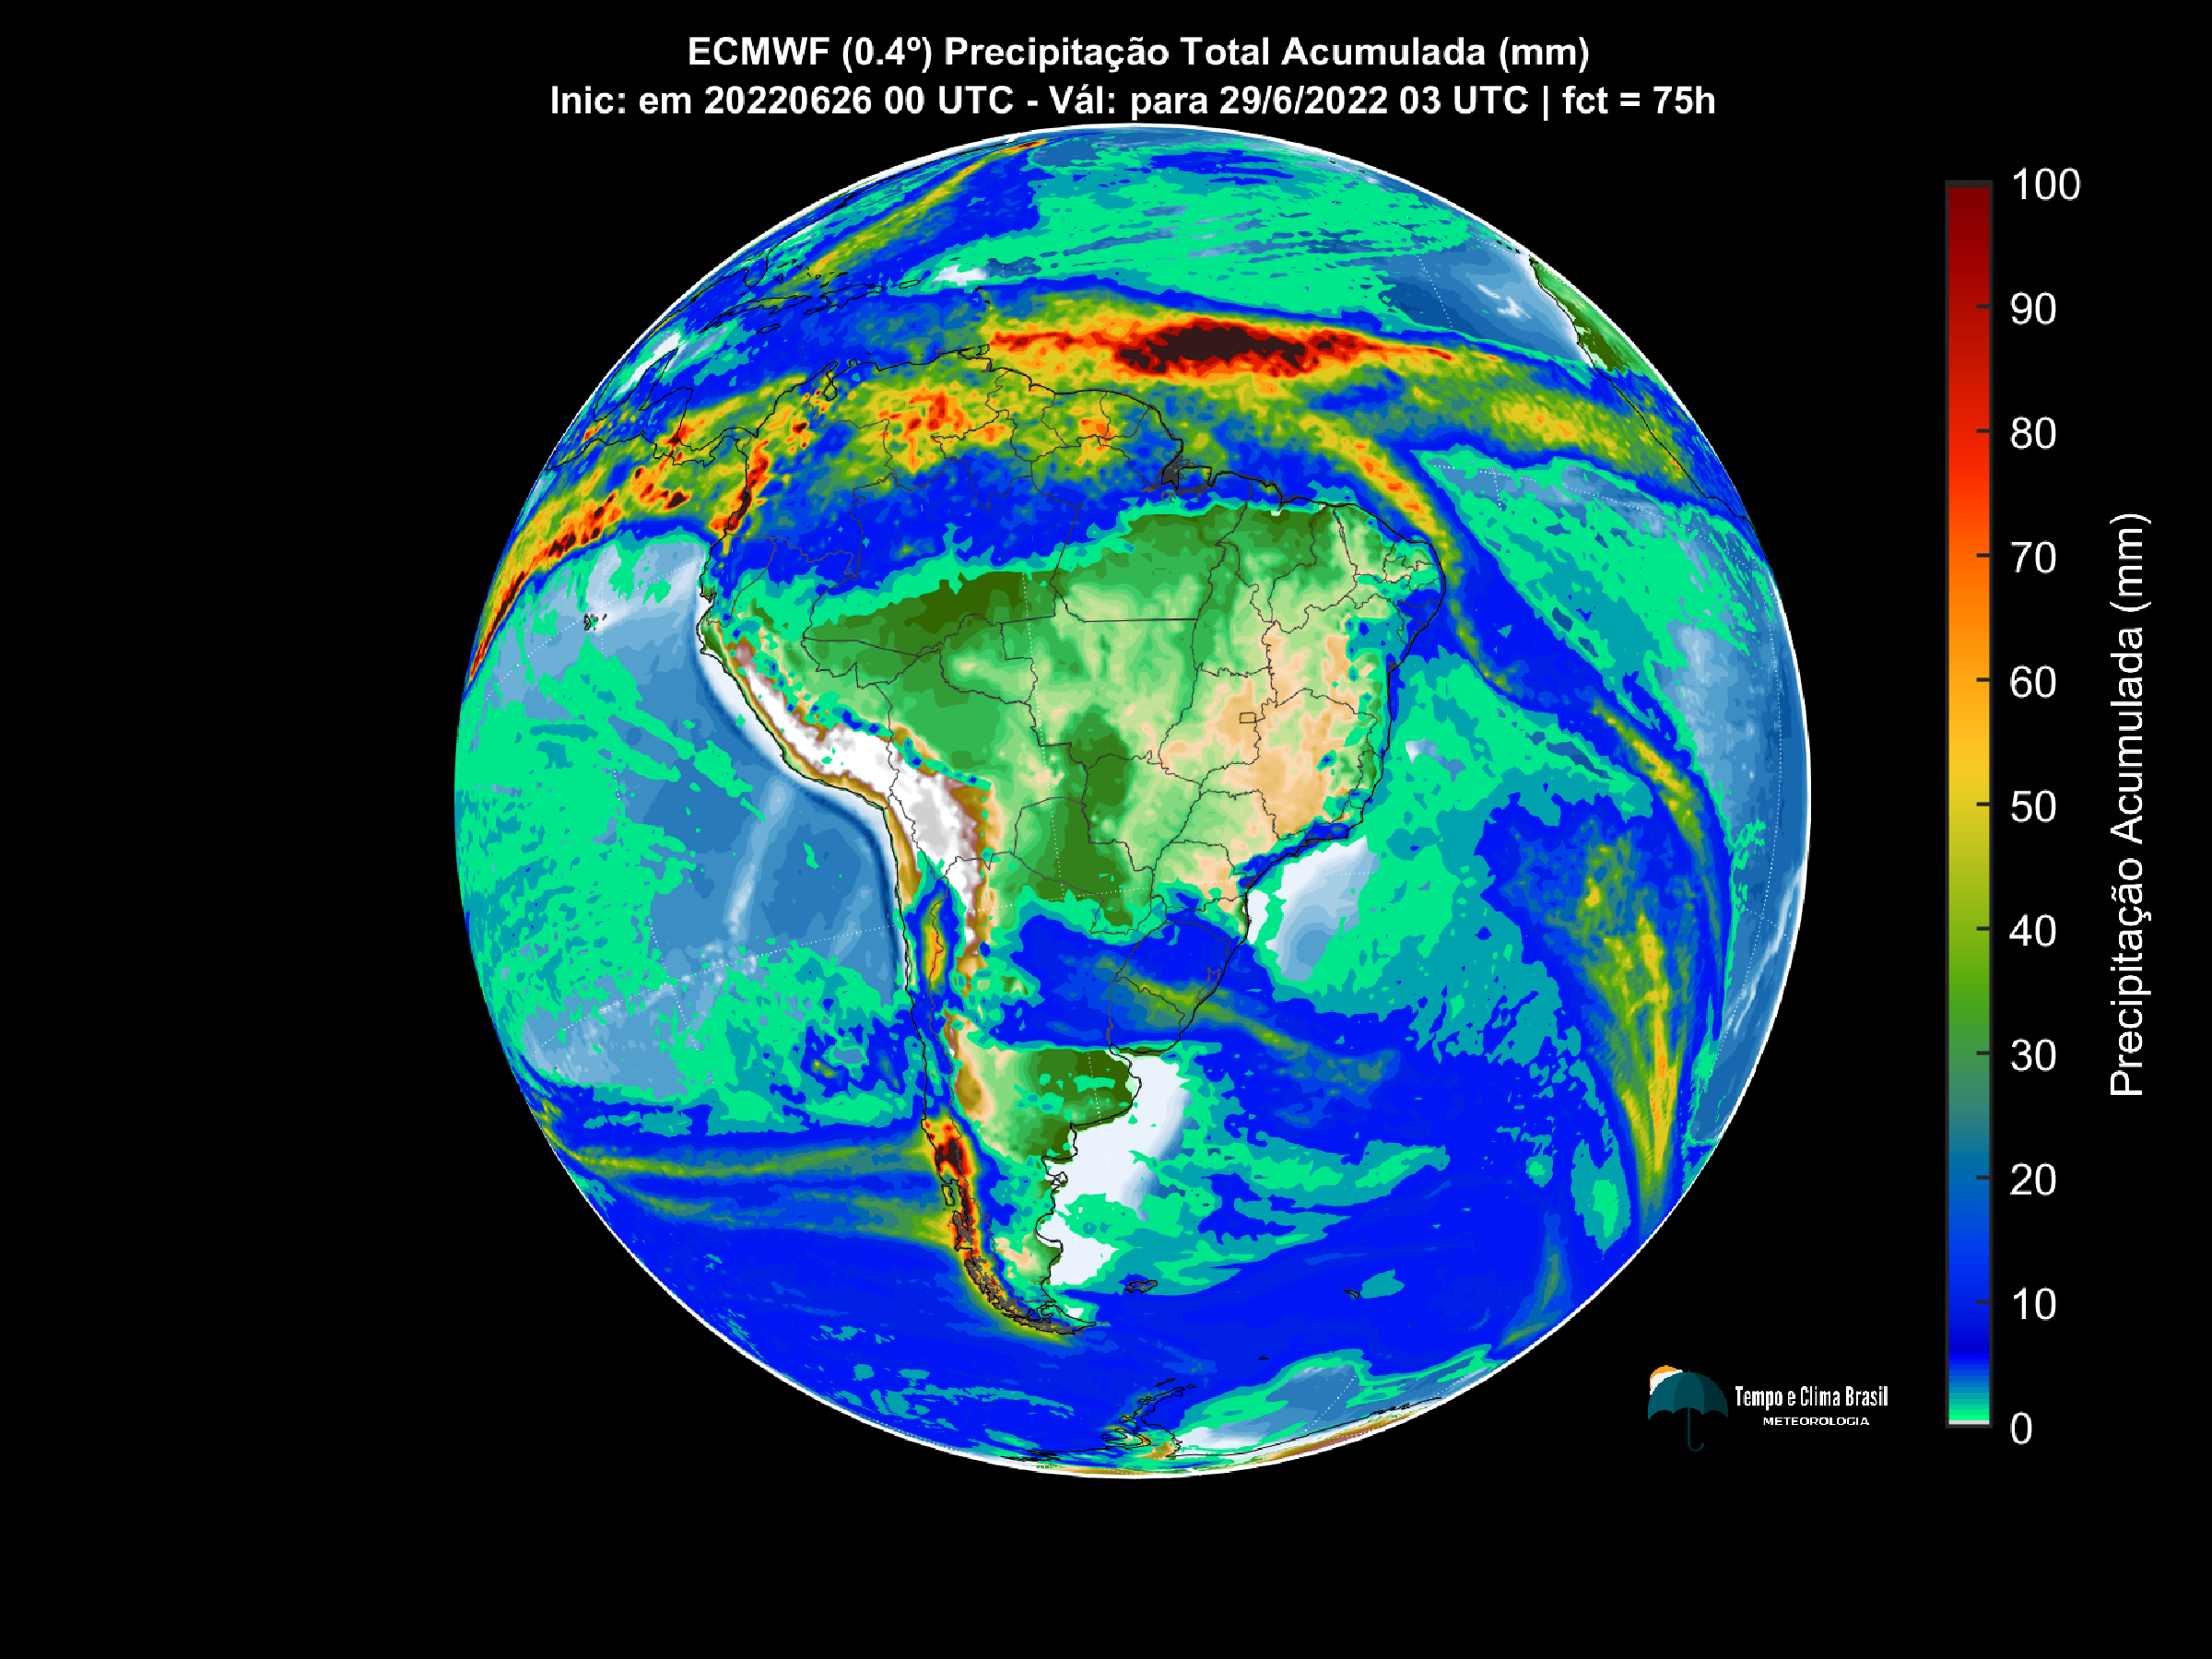 ECMWF (0.4º) Precipitação Total Acumulada (mm)
Inic: em 20220626 00 UTC - Vál: para 29/6/2022 03 UTC | fct = 75h
100
90
80
70
60
50
40
30
20
10
0
Precipitação Acumulada (mm)
Tempo e Clima Brasil
METEOROLOGIA